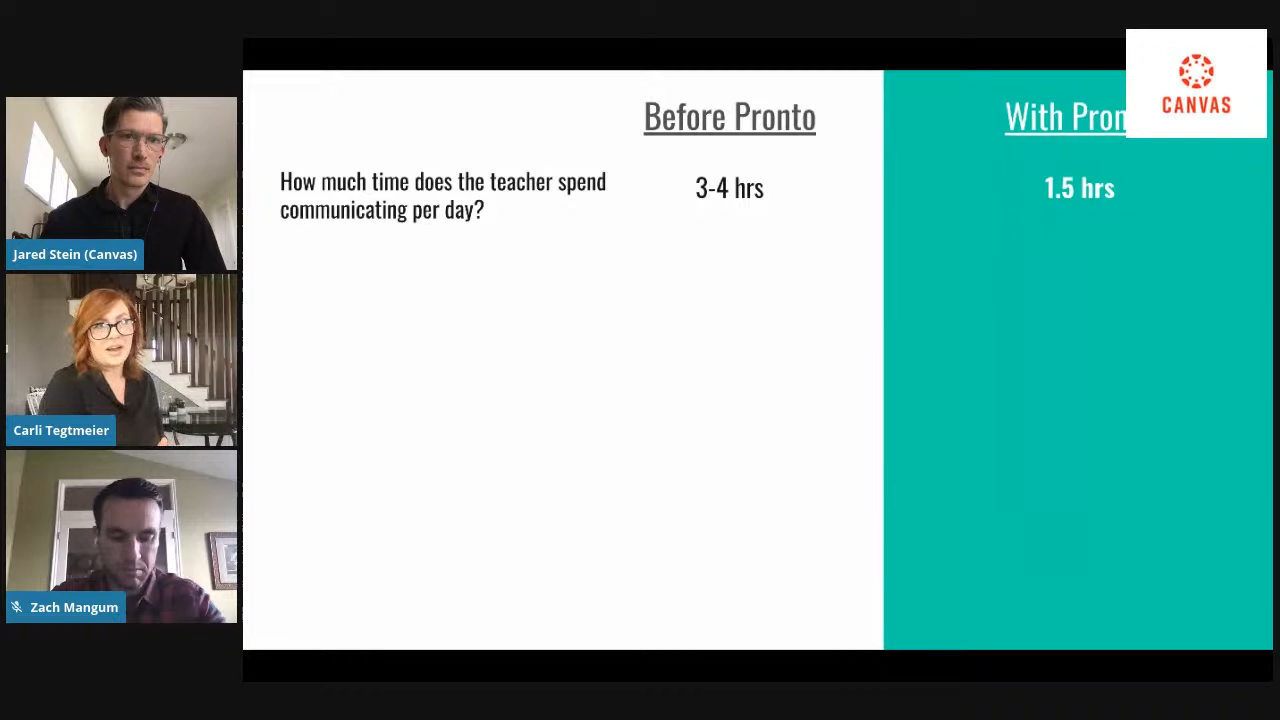 Before Pronto
With Pron
CANVAS
How much time does the teacher spend
communicating per day?
3-4 hrs
1.5 hrs
Jared Stein (Canvas)
Carli Tegtmeier
Zach Mangum